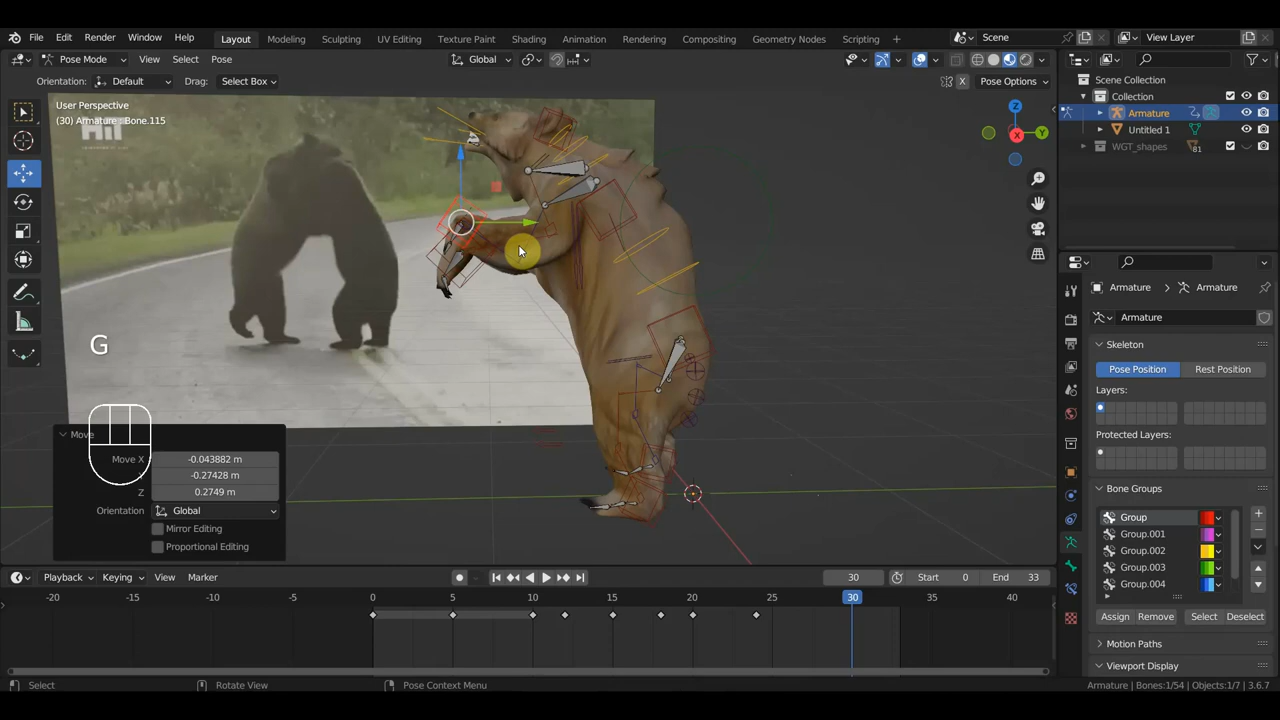 File Edit Render Window Help Layout Modeling Sculpting UV Editing Texture Paint Shading Animation Rendering Compositing Geometry Nodes Scripting + Scene View Layer
Pose Mode View Select Pose Global
Orientation: Default Drag: Select Box X Pose Options
User Perspective
(30) Armature : Bone.115
Scene Collection
Collection
Armature
Untitled 1
WGT_shapes 81
X
Y
Z
G
Move
Move X -0.043882 m
-0.27428 m
Z 0.2749 m
Orientation Global
Mirror Editing
Proportional Editing
Armature > Armature
Armature
Skeleton
Pose Position Rest Position
Layers:
Protected Layers:
Bone Groups
Group
Group.001
Group.002
Group.003
Group.004
Assign Remove Select Deselect
Motion Paths
Viewport Display
Playback Keying View Marker 30 Start 0 End 33
-20 -15 -10 -5 0 5 10 15 20 25 30 35 40
Select Rotate View Pose Context Menu Armature | Bones:1/54 | Objects:1/7 | 3.6.7